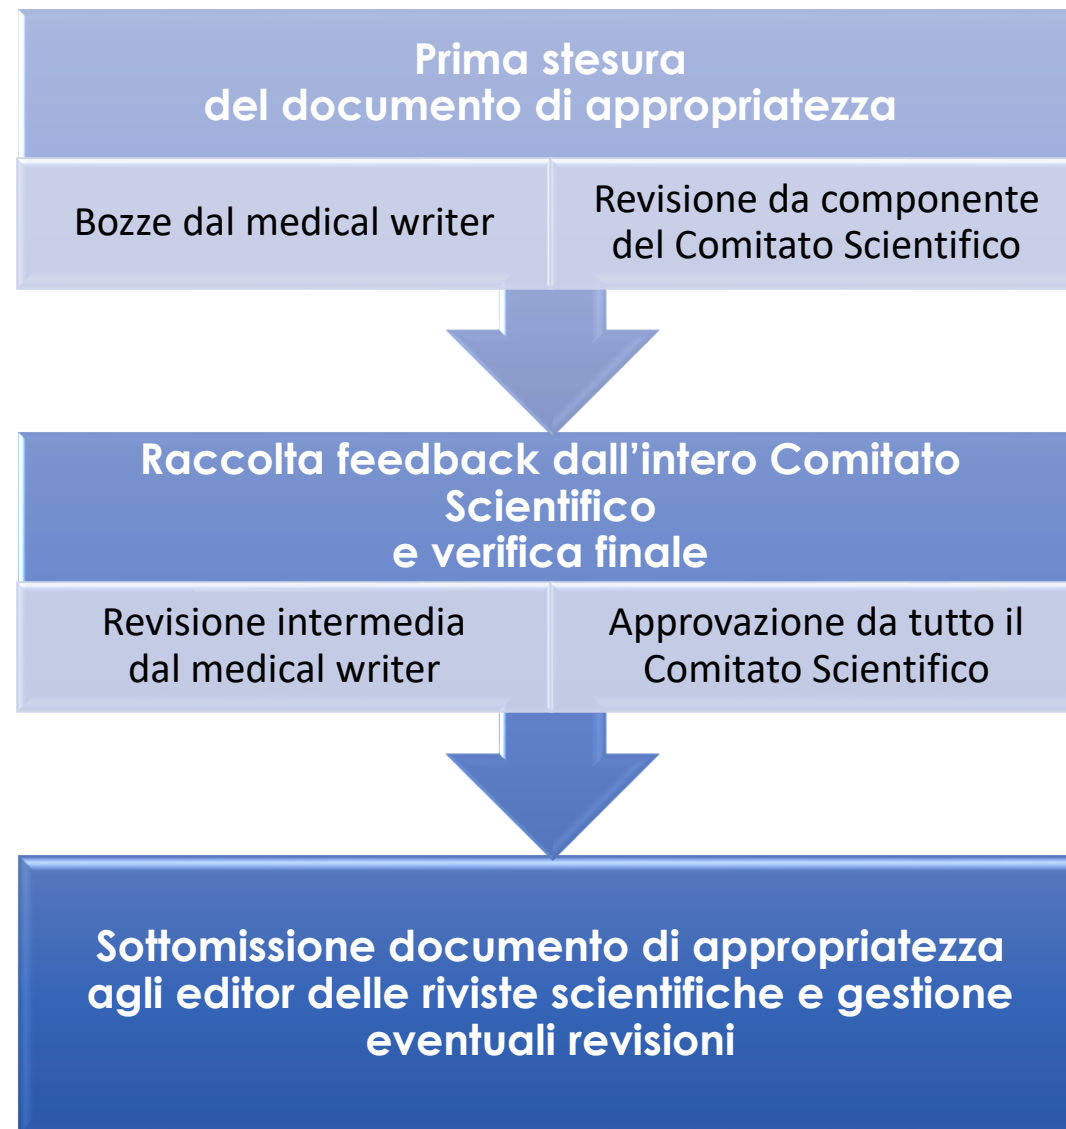 Prima stesura
del documento di appropriatezza
Bozze dal medical writer
Revisione da componente
del Comitato Scientifico
Raccolta feedback dall’intero Comitato
Scientifico
e verifica finale
Revisione intermedia
dal medical writer
Approvazione da tutto il
Comitato Scientifico
Sottomissione documento di appropriatezza
agli editor delle riviste scientifiche e gestione
eventuali revisioni